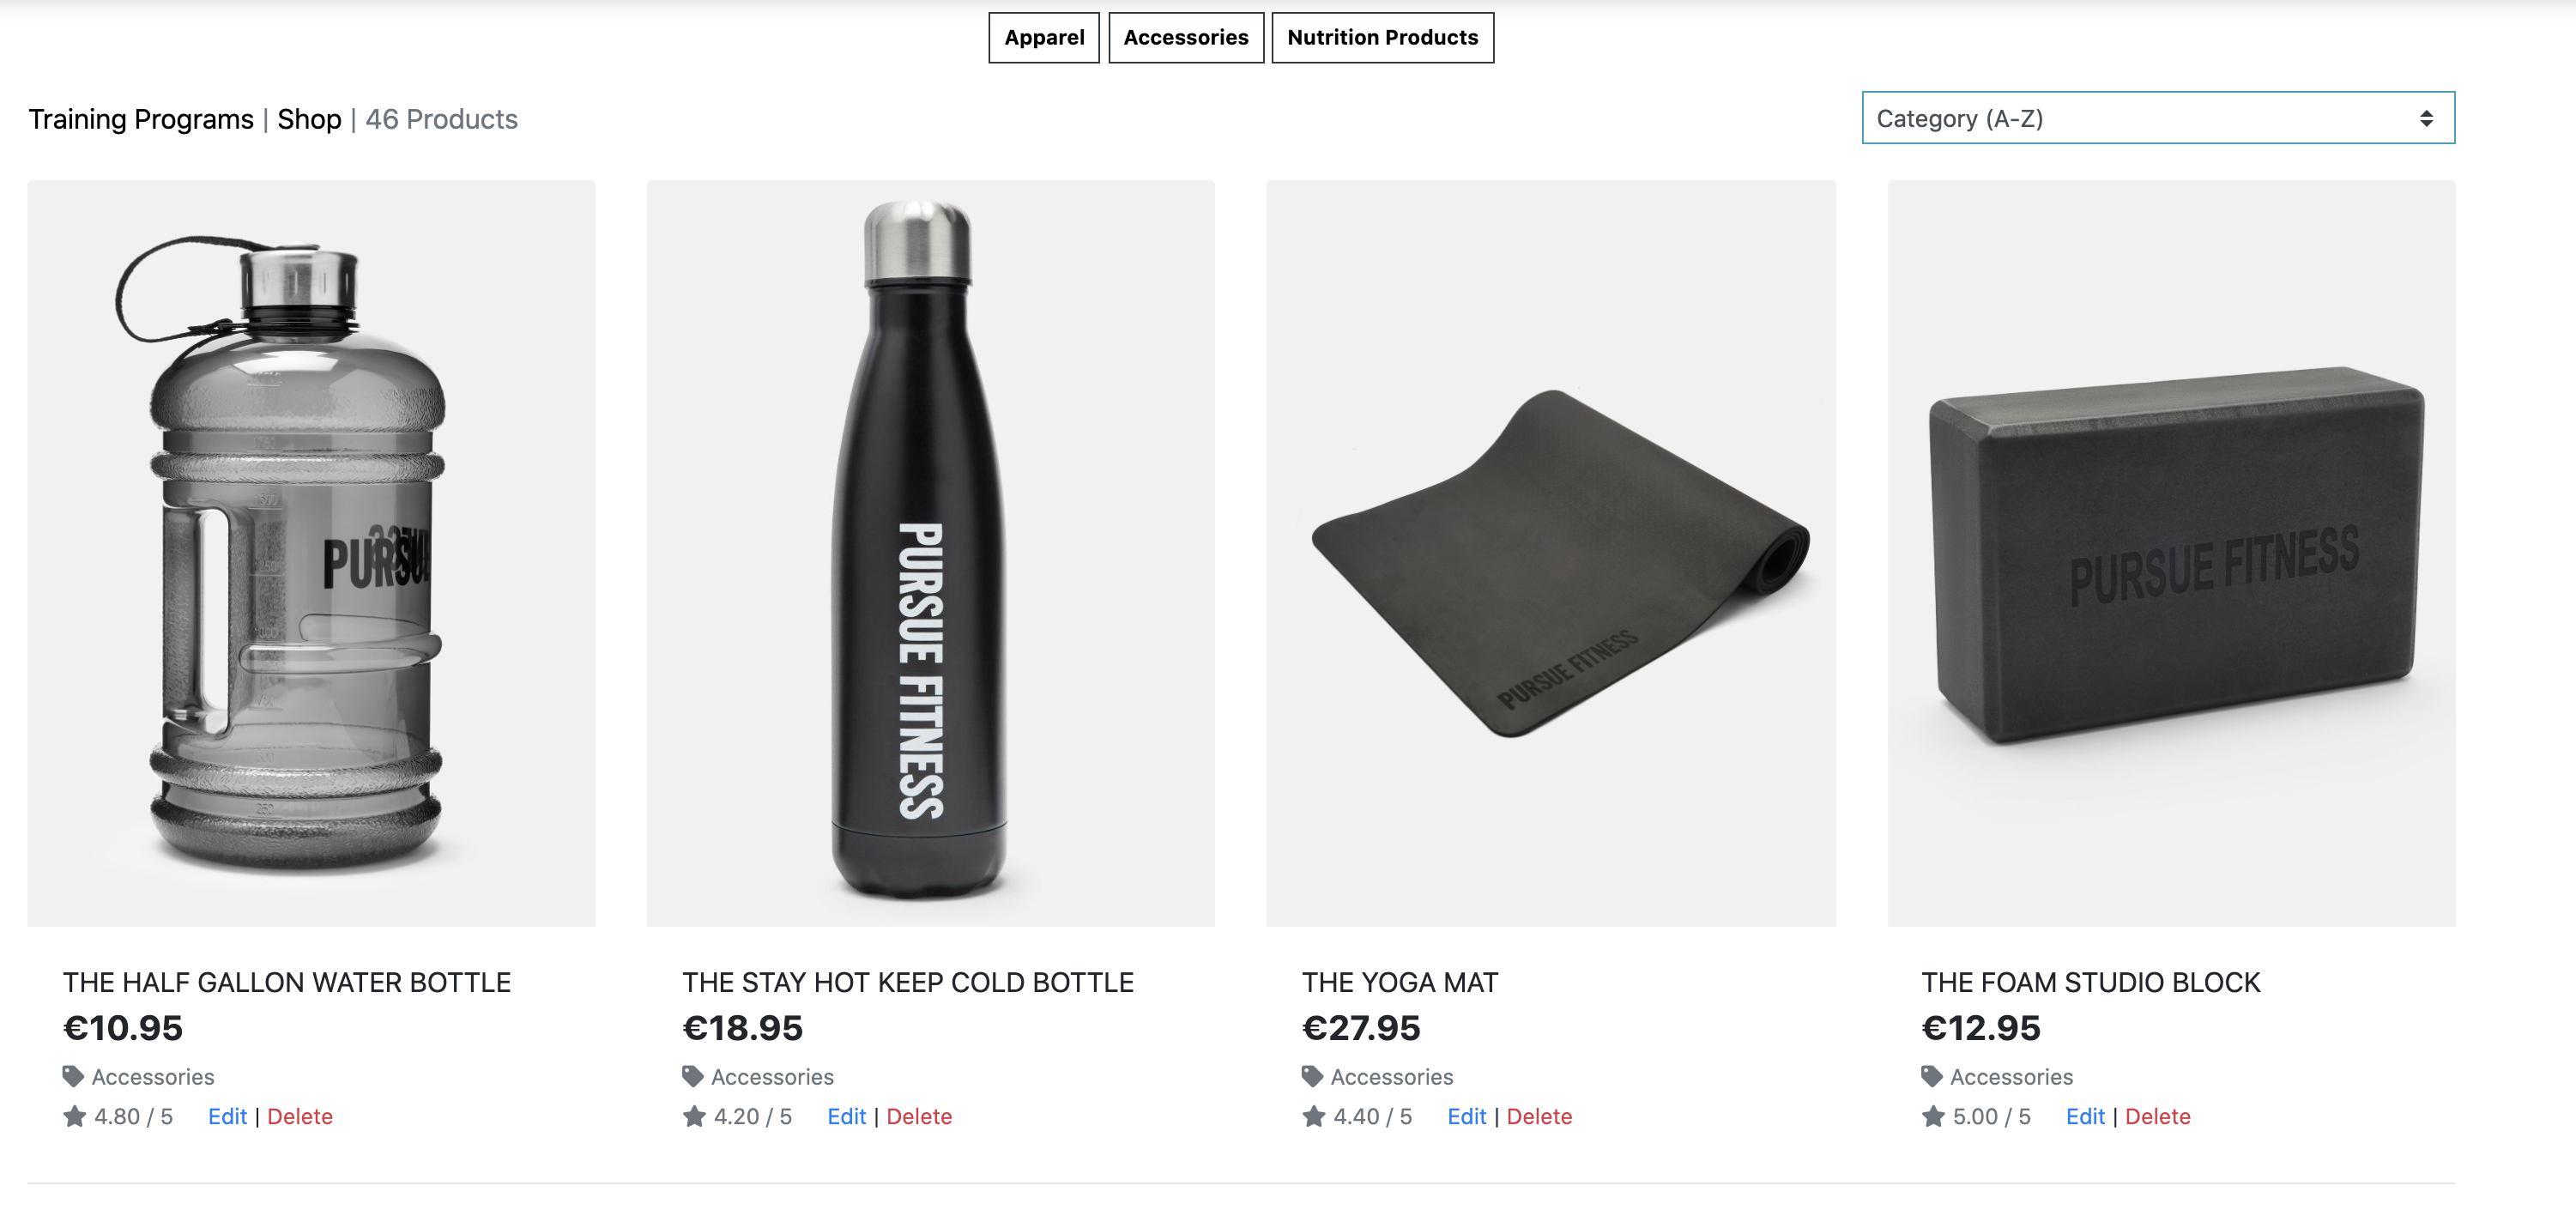 Apparel
Accessories
Nutrition Products
Training Programs | Shop | 46 Products
Category (A-Z)
PURSUE FITNESS
PURSUE FITNESS
PURSUE FITNESS
THE HALF GALLON WATER BOTTLE
€10.95
Accessories
4.80 / 5 Edit | Delete
THE STAY HOT KEEP COLD BOTTLE
€18.95
Accessories
4.20 / 5 Edit | Delete
THE YOGA MAT
€27.95
Accessories
4.40 / 5 Edit | Delete
THE FOAM STUDIO BLOCK
€12.95
Accessories
5.00 / 5 Edit | Delete